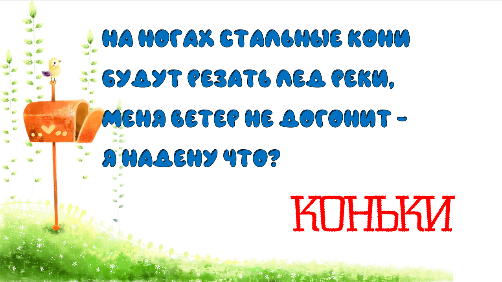 НА НОГАХ СТАЛЬНЫЕ КОНИ
БУДУТ РЕЗАТЬ ЛЕД РЕКИ,
МЕНЯ ВЕТЕР НЕ ДОГОНИТ -
Я НАДЕНУ ЧТО?
КОНЬКИ